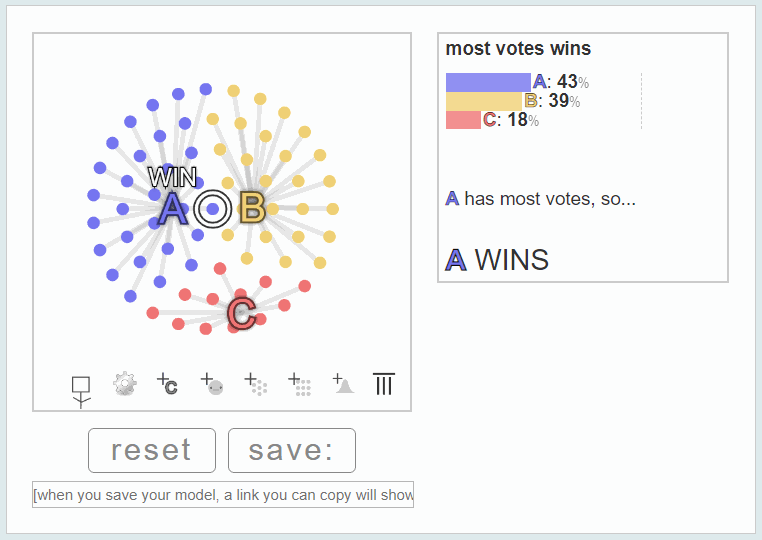 WIN
A
B
C
+C
reset
save:
[when you save your model, a link you can copy will show
most votes wins
A: 43%
B: 39%
C: 18%
A has most votes, so...
A WINS